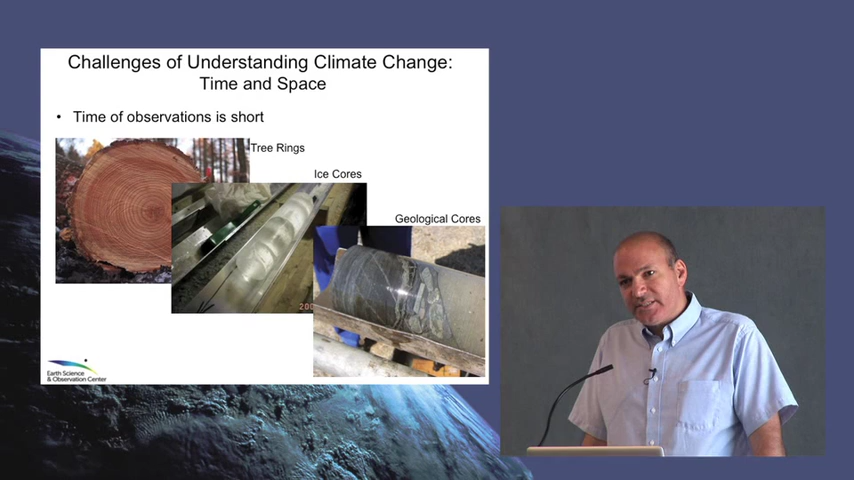 Challenges of Understanding Climate Change:
Time and Space
• Time of observations is short
Tree Rings
Ice Cores
Geological Cores
200
Earth Science
& Observation Center